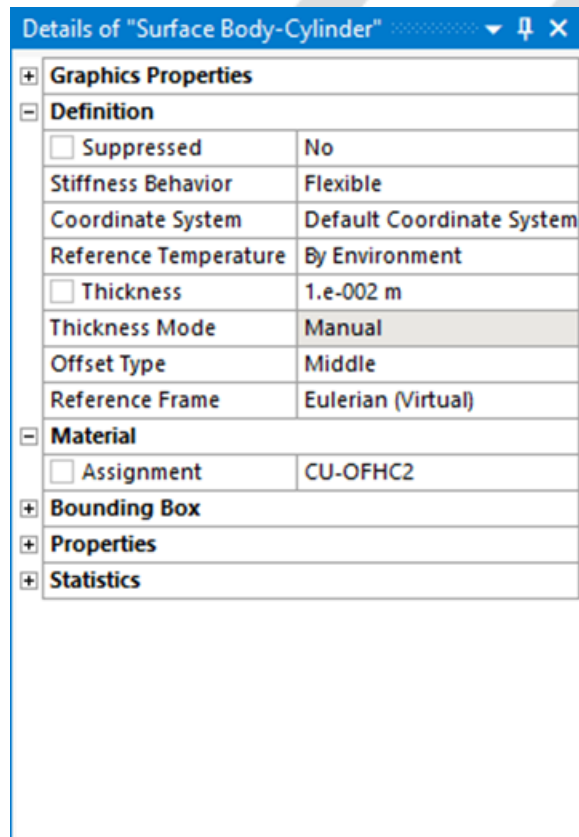 Details of "Surface Body-Cylinder"
Graphics Properties
Definition
Suppressed No
Stiffness Behavior Flexible
Coordinate System Default Coordinate System
Reference Temperature By Environment
Thickness 1.e-002 m
Thickness Mode Manual
Offset Type Middle
Reference Frame Eulerian (Virtual)
Material
Assignment CU-OFHC2
Bounding Box
Properties
Statistics